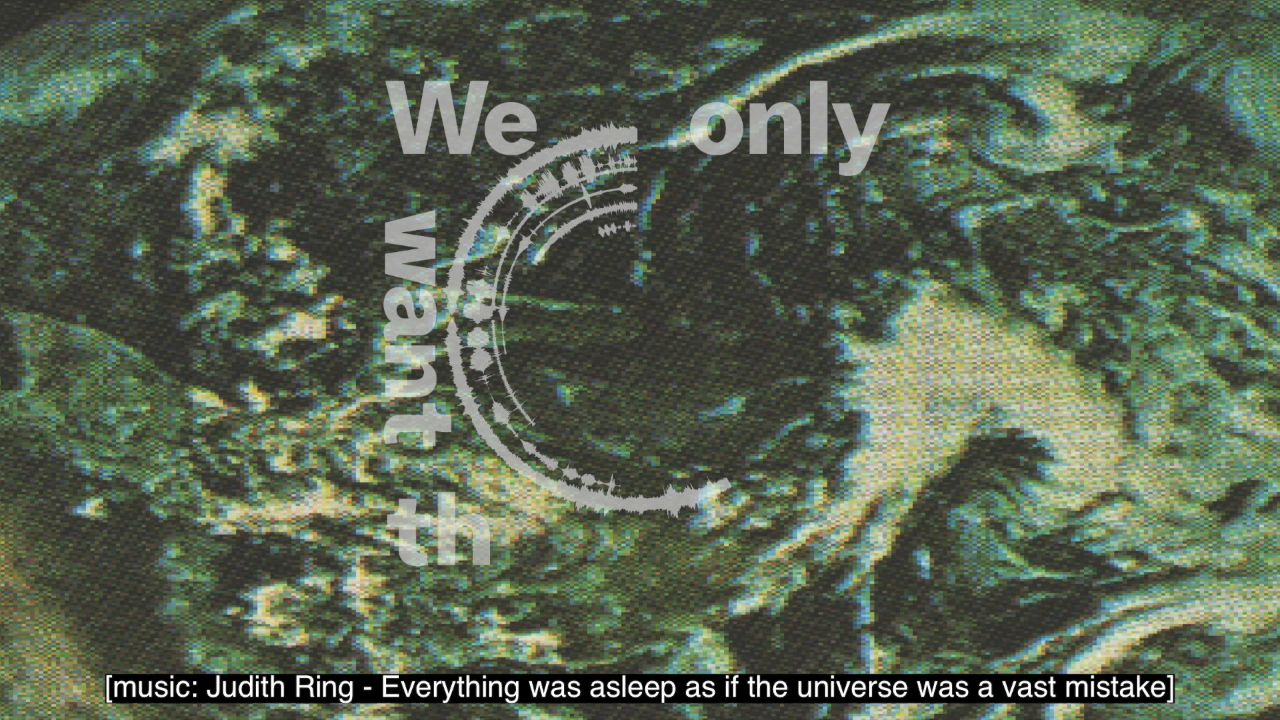 We only
want
th
[music: Judith Ring - Everything was asleep as if the universe was a vast mistake]